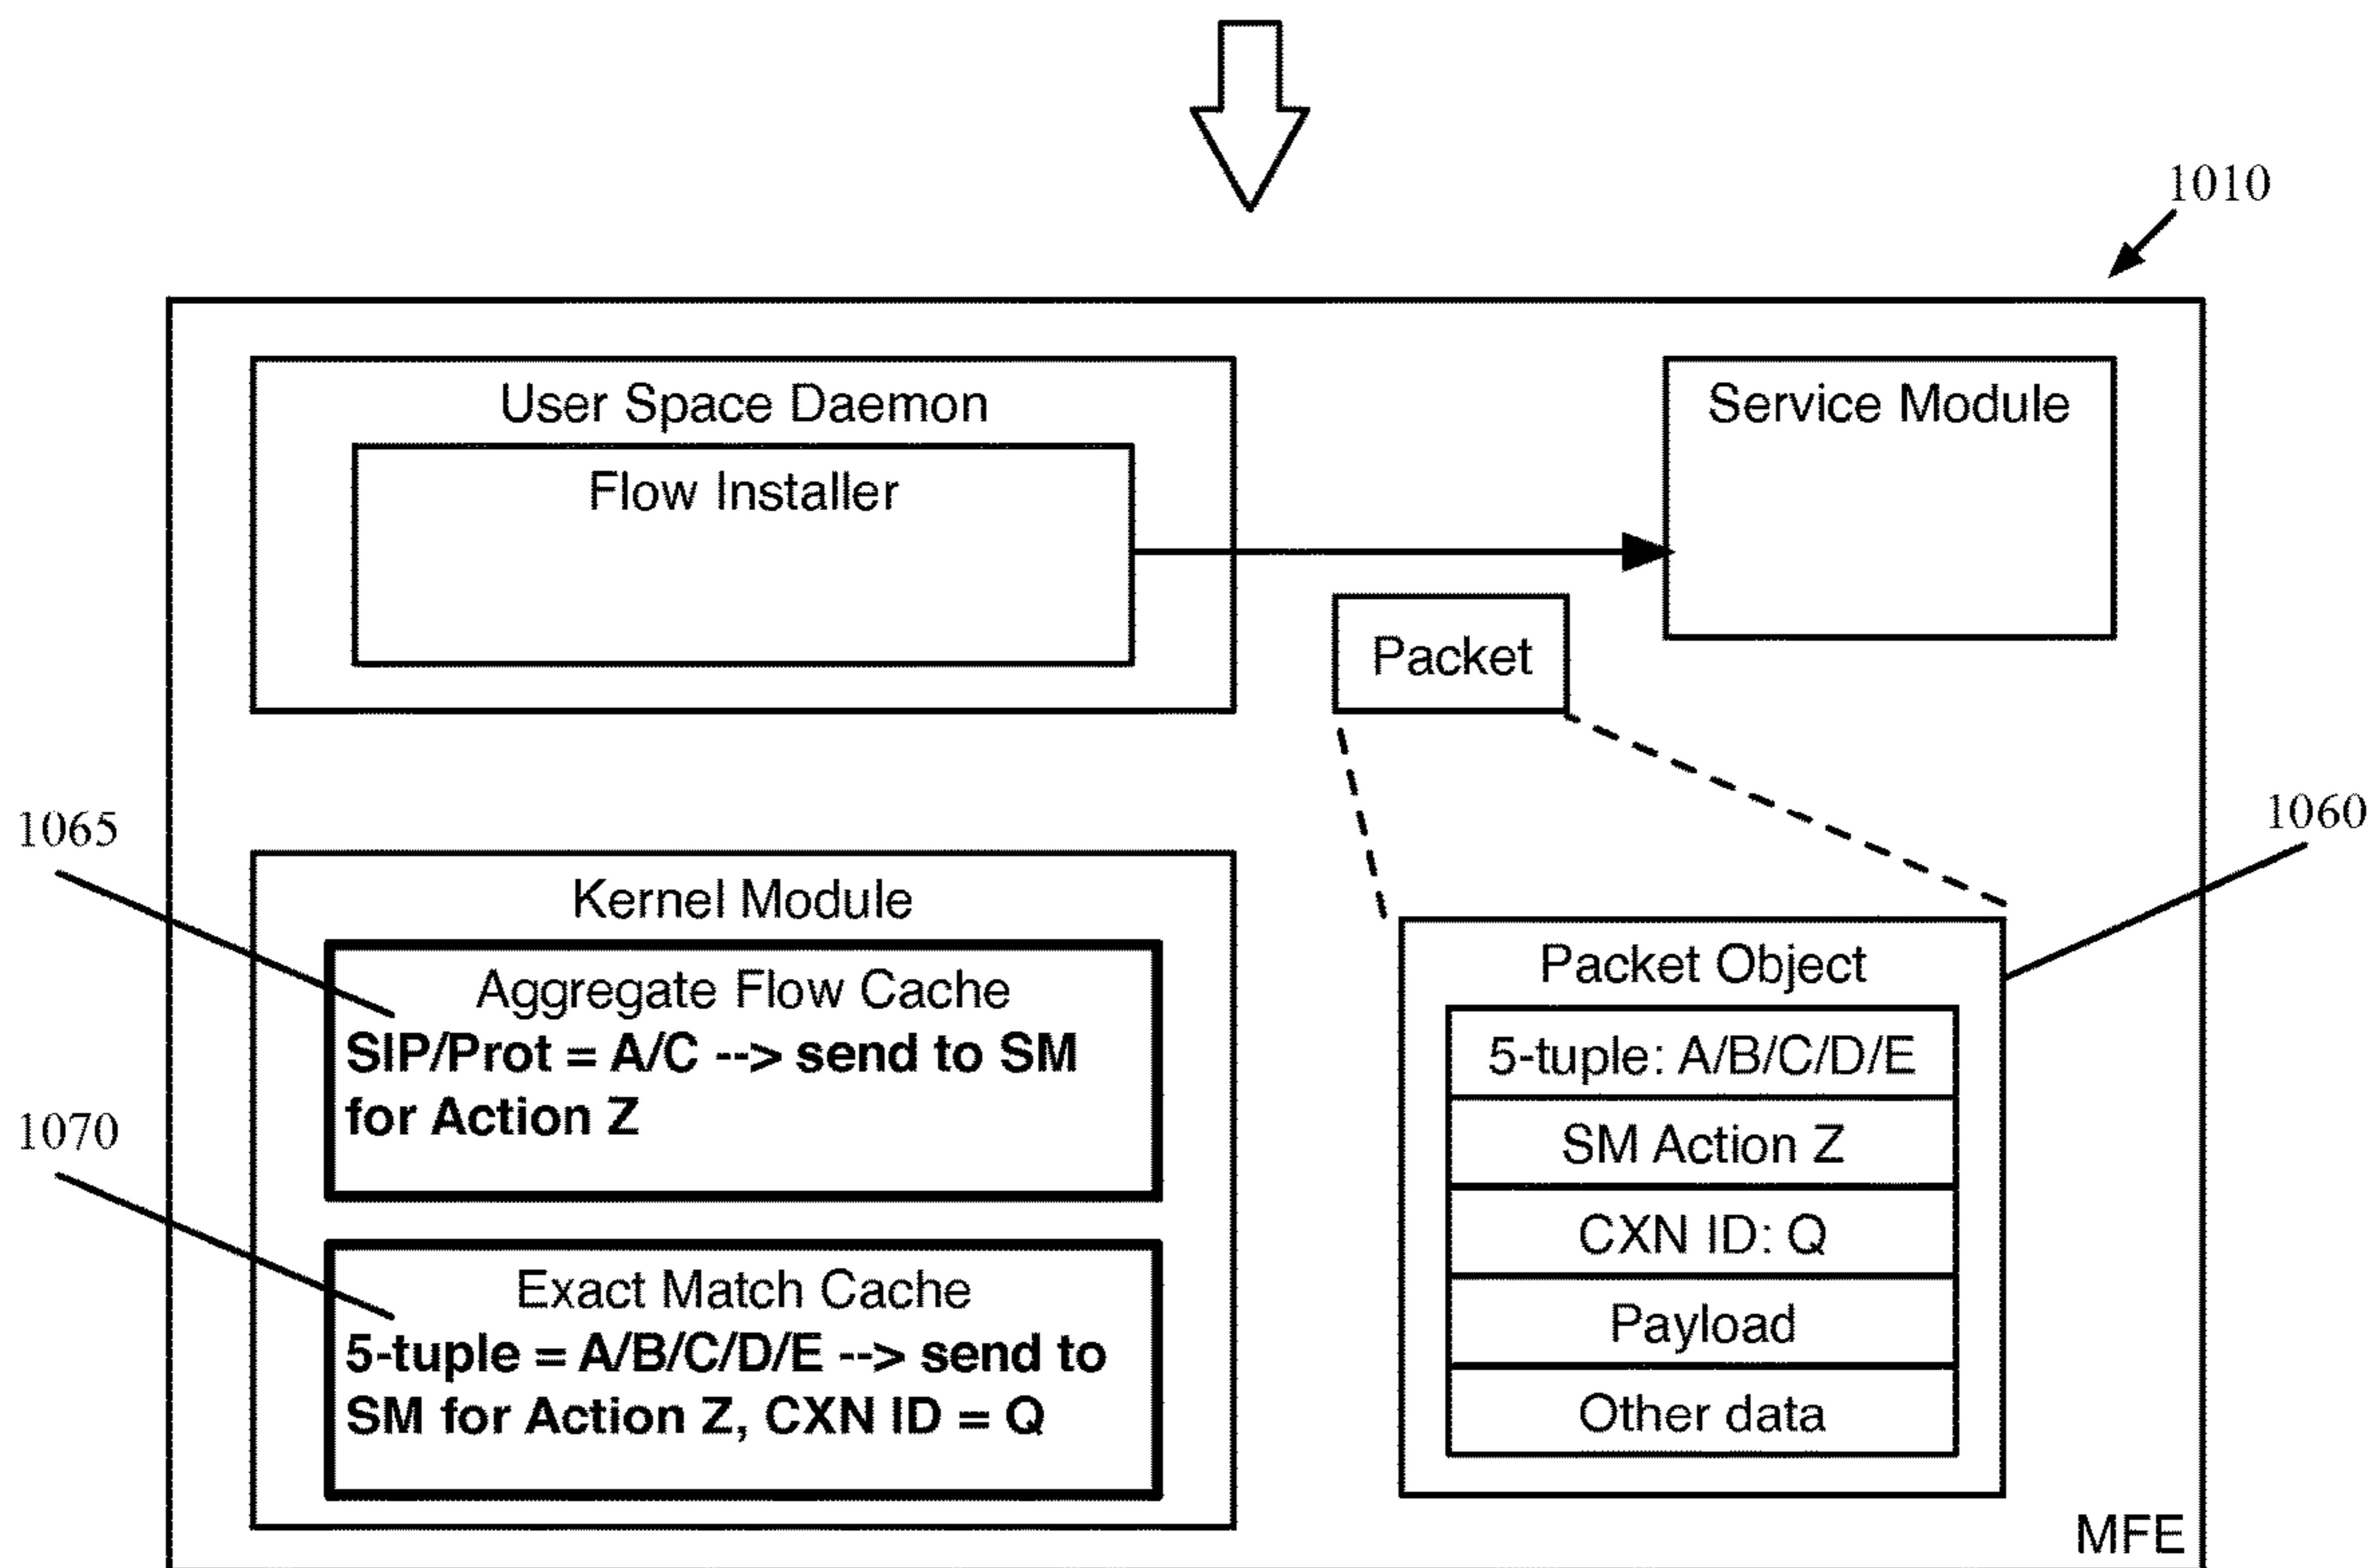 1010
User Space Daemon
Flow Installer
Service Module
Packet
1065
1060
Kernel Module
Aggregate Flow Cache
SIP/Prot = A/C --> send to SM
for Action Z
1070
Exact Match Cache
5-tuple = A/B/C/D/E --> send to
SM for Action Z, CXN ID = Q
Packet Object
5-tuple: A/B/C/D/E
SM Action Z
CXN ID: Q
Payload
Other data
MFE